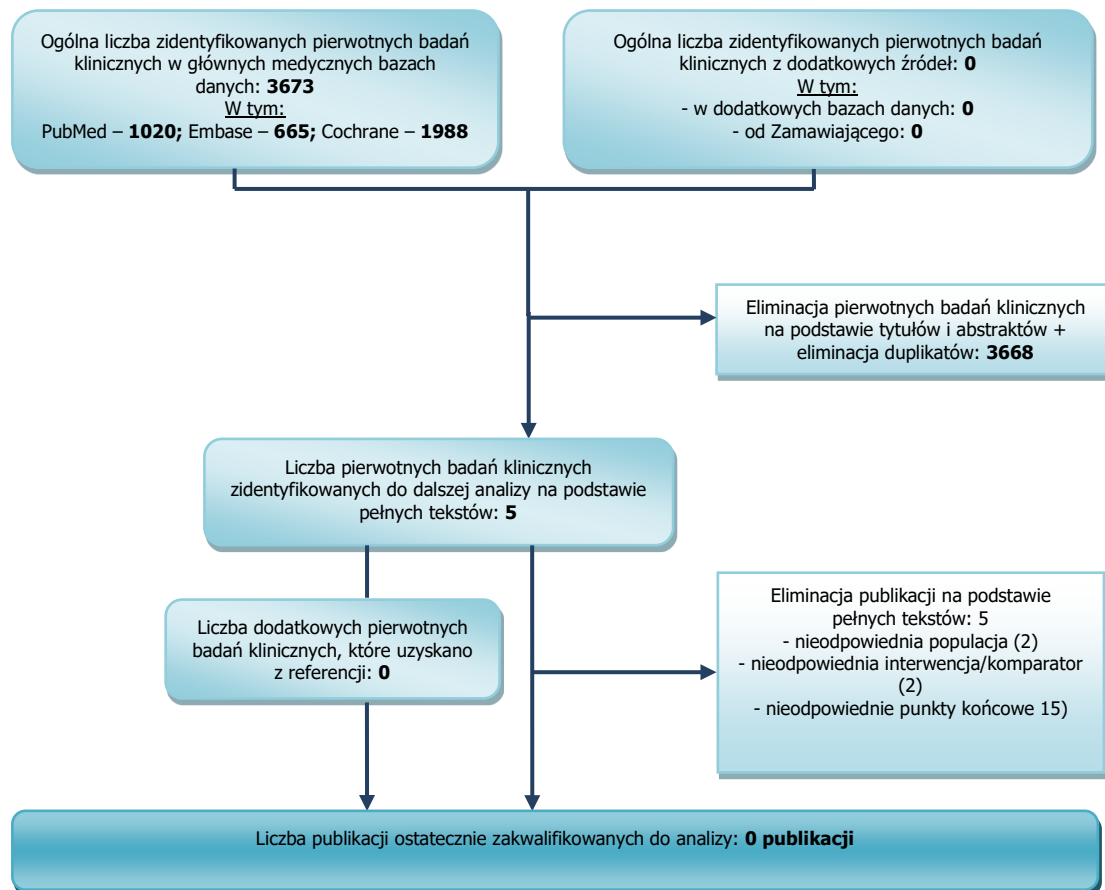 Ogólna liczba zidentyfikowanych pierwotnych badań
klinicznych w głównych medycznych bazach
danych: 3673
W tym:
PubMed – 1020; Embase – 665; Cochrane – 1988
Ogólna liczba zidentyfikowanych pierwotnych badań
klinicznych z dodatkowych źródeł: 0
W tym:
- w dodatkowych bazach danych: 0
- od Zamawiającego: 0
Eliminacja pierwotnych badań klinicznych
na podstawie tytułów i abstraktów +
eliminacja duplikatów: 3668
Liczba pierwotnych badań klinicznych
zidentyfikowanych do dalszej analizy na podstawie
pełnych tekstów: 5
Liczba dodatkowych pierwotnych
badań klinicznych, które uzyskano
z referencji: 0
Eliminacja publikacji na podstawie
pełnych tekstów: 5
- nieodpowiednia populacja (2)
- nieodpowiednia interwencja/komparator
(2)
- nieodpowiednie punkty końcowe 15)
Liczba publikacji ostatecznie zakwalifikowanych do analizy: 0 publikacji